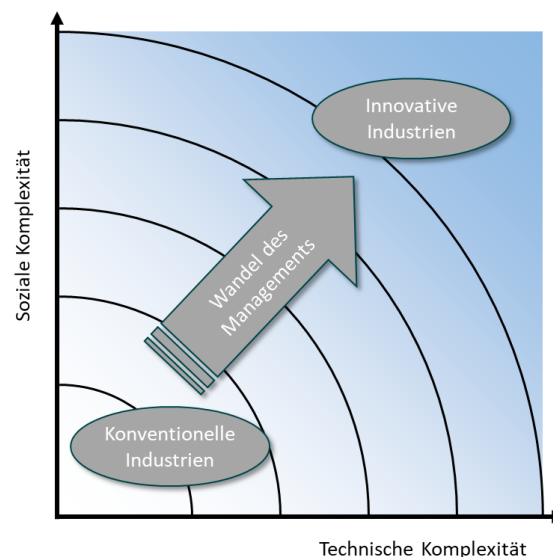 Innovative
Industrien
Soziale Komplexität
Wandel des
Managements
Konventionelle
Industrien
Technische Komplexität